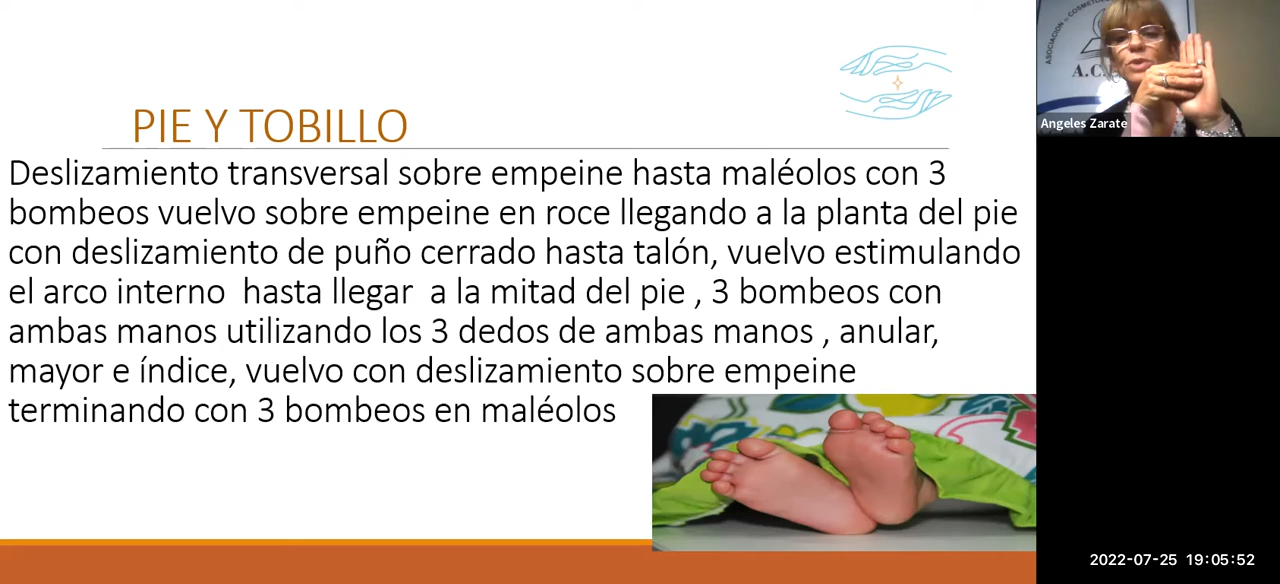 PIE Y TOBILLO
Deslizamiento transversal sobre empeine hasta maléolos con 3
bombeos vuelvo sobre empeine en roce llegando a la planta del pie
con deslizamiento de puño cerrado hasta talón, vuelvo estimulando
el arco interno  hasta llegar  a la mitad del pie , 3 bombeos con
ambas manos utilizando los 3 dedos de ambas manos , anular,
mayor e índice, vuelvo con deslizamiento sobre empeine
terminando con 3 bombeos en maléolos
ASOCIACION
A.C.
Angeles Zarate
2022-07-25 19:05:52